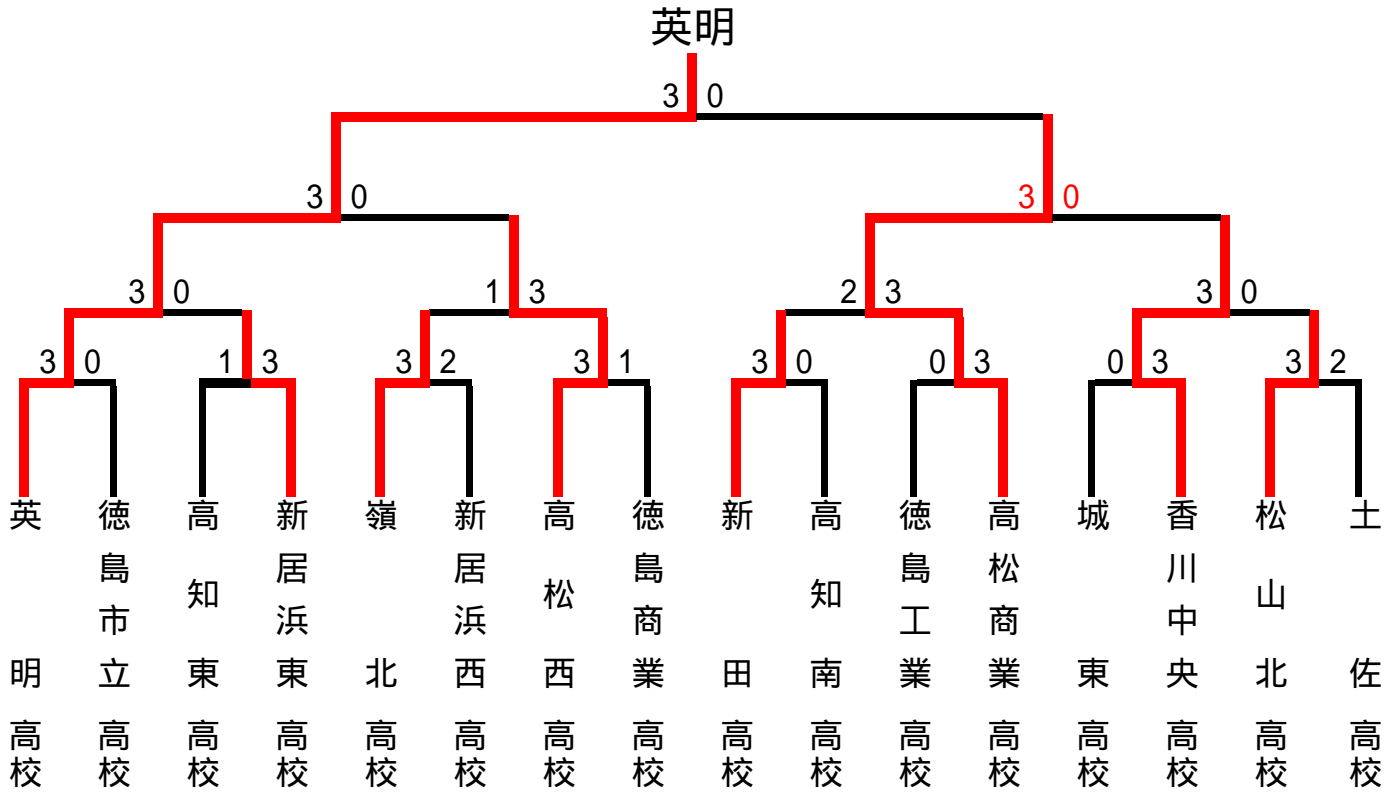 英明
3 0
3 0
3 0
3 0
1 3
2 3
3 0
3 0
1 3
3 2
3 1
3 0
0 3
0 3
3 2
英明高校
徳島市立高校
高知東高校
新居浜東高校
嶺北高校
新居浜西高校
高松西高校
徳島商業高校
新田高校
高知南高校
徳島工業高校
高松商業高校
城東高校
香川中央高校
松山北高校
土佐高校